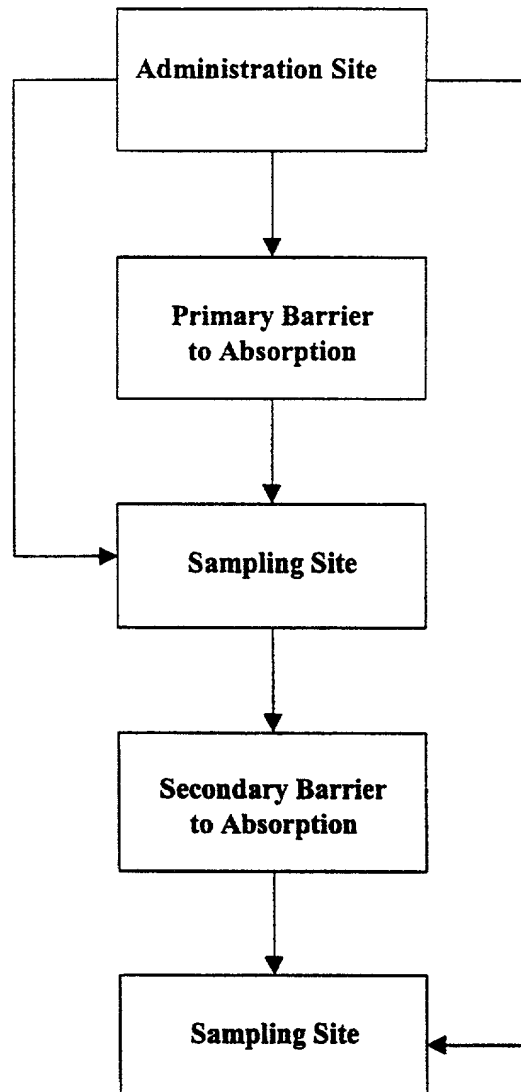 Administration Site
Primary Barrier
to Absorption
Sampling Site
Secondary Barrier
to Absorption
Sampling Site